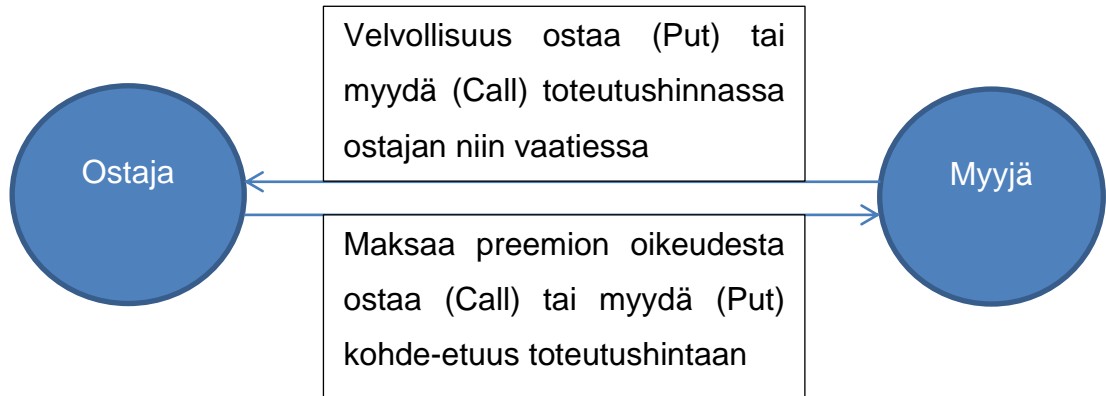 Velvollisuus ostaa (Put) tai
myydä (Call) toteutushinnassa
ostajan niin vaatiessa
Ostaja
Myyjä
Maksaa preemion oikeudesta
ostaa (Call) tai myydä (Put)
kohde-etuus toteutushintaan